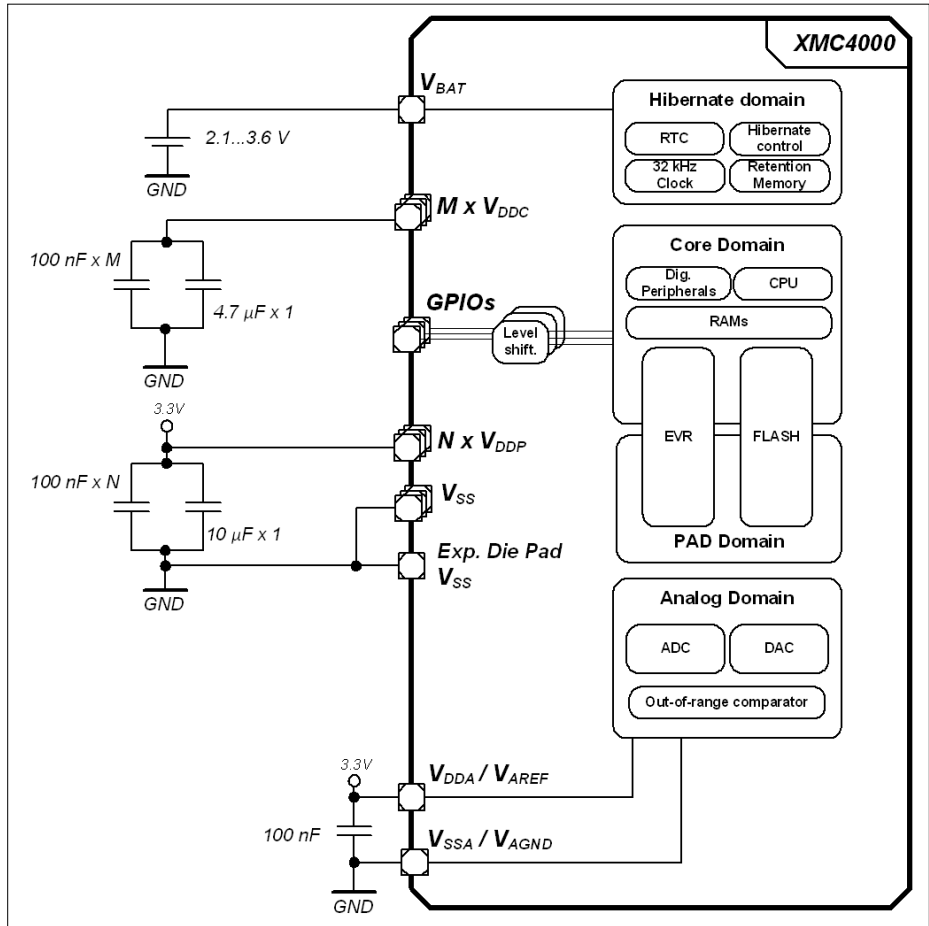 XMC4000
VBAT
2.1...3.6 V
GND
Hibernate domain
RTC
Hibernate control
32 kHz Clock
Retention Memory
M x VDDC
100 nF x M
4.7 µF x 1
GND
Core Domain
Dig. Peripherals
CPU
RAMs
GPIOs
Level shift.
EVR
FLASH
PAD Domain
3.3V
N x VDDP
100 nF x N
10 µF x 1
VSS
Exp. Die Pad
VSS
GND
Analog Domain
ADC
DAC
Out-of-range comparator
3.3V
VDDA / VAREF
100 nF
VSSA / VAGND
GND